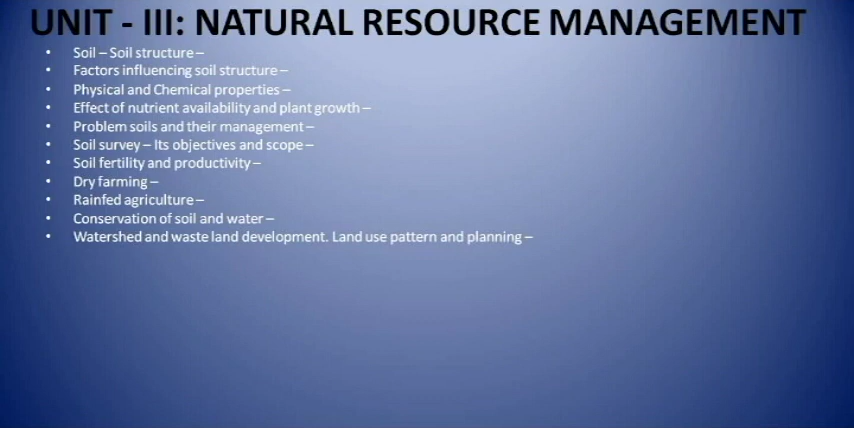 UNIT - III: NATURAL RESOURCE MANAGEMENT
• Soil – Soil structure –
• Factors influencing soil structure –
• Physical and Chemical properties –
• Effect of nutrient availability and plant growth –
• Problem soils and their management –
• Soil survey – Its objectives and scope –
• Soil fertility and productivity –
• Dry farming –
• Rainfed agriculture –
• Conservation of soil and water –
• Watershed and waste land development. Land use pattern and planning –